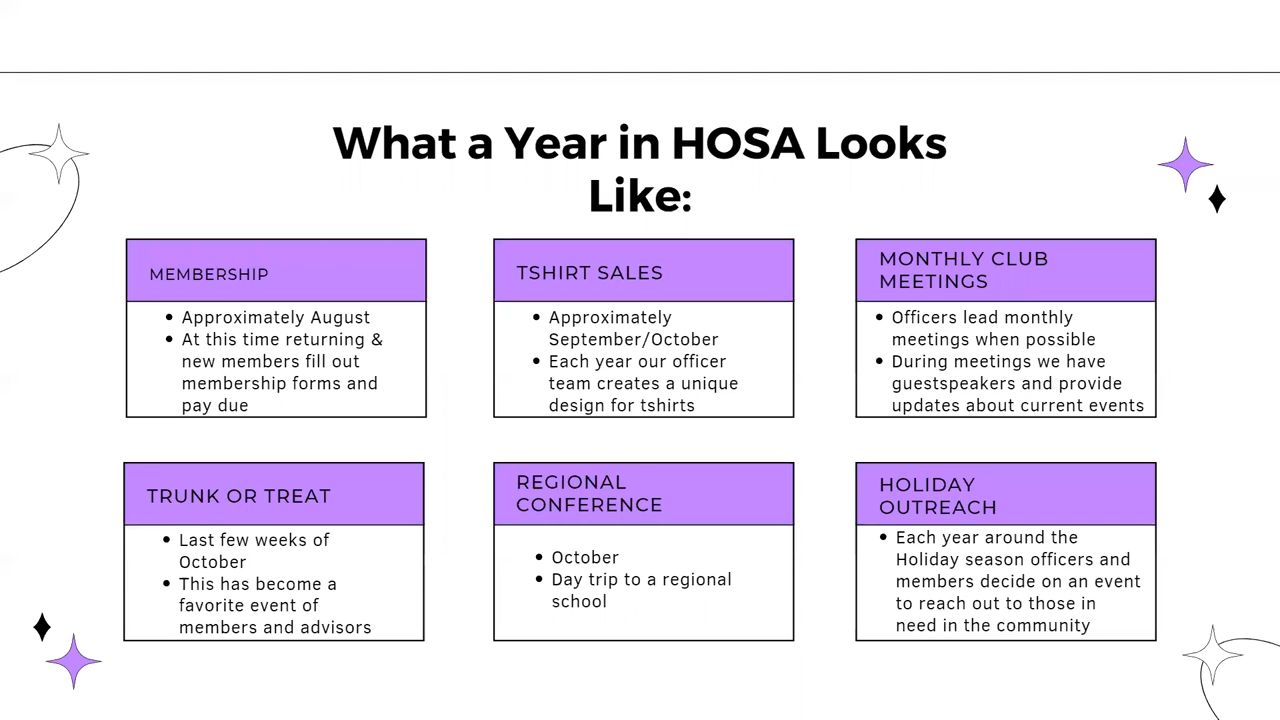 What a Year in HOSA Looks
Like:
MEMBERSHIP
• Approximately August
• At this time returning &
new members fill out
membership forms and
pay due
TSHIRT SALES
• Approximately
September/October
• Each year our officer
team creates a unique
design for tshirts
MONTHLY CLUB
MEETINGS
• Officers lead monthly
meetings when possible
• During meetings we have
guestspeakers and provide
updates about current events
TRUNK OR TREAT
• Last few weeks of
October
• This has become a
favorite event of
members and advisors
REGIONAL
CONFERENCE
• October
• Day trip to a regional
school
HOLIDAY
OUTREACH
• Each year around the
Holiday season officers and
members decide on an event
to reach out to those in
need in the community